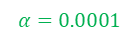 α = 0.0001